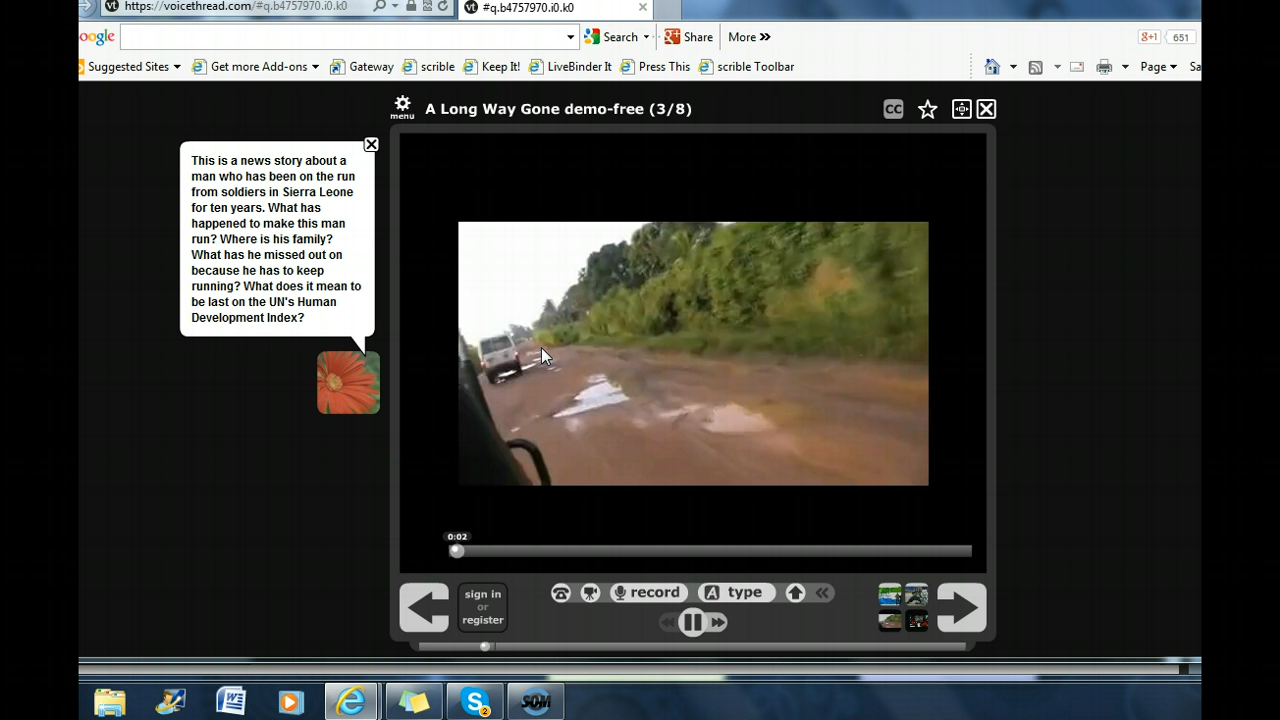 https://voicethread.com/#q.b4757970.i0.k0
#q.b4757970.i0.k0
oogle
Search
Share
More »
+1
651
Suggested Sites
Get more Add-ons
Gateway
scrible
Keep It!
LiveBinder It
Press This
scrible Toolbar
Page
Sa
menu
A Long Way Gone demo-free (3/8)
CC
This is a news story about a
man who has been on the run
from soldiers in Sierra Leone
for ten years. What has
happened to make this man
run? Where is his family?
What has he missed out on
because he has to keep
running? What does it mean to
be last on the UN's Human
Development Index?
0:02
sign in
or
register
record
A type